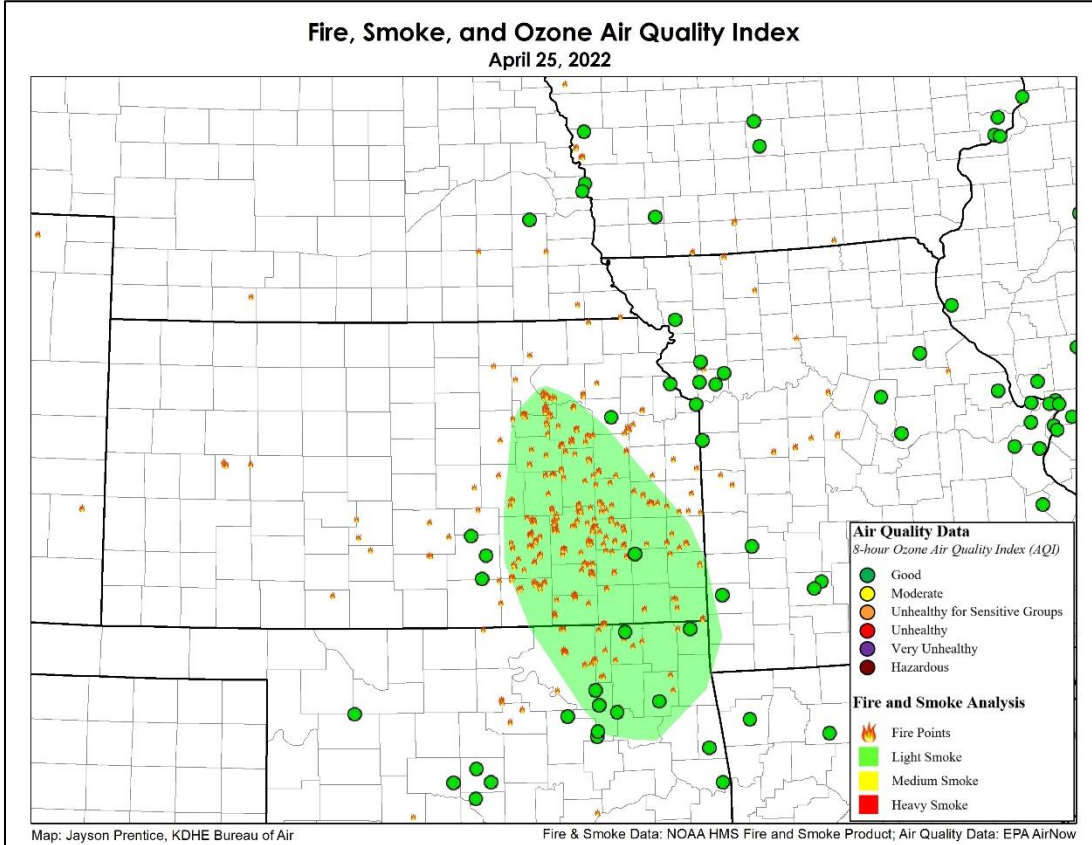 Fire, Smoke, and Ozone Air Quality Index
April 25, 2022
Air Quality Data
8-hour Ozone Air Quality Index (AQI)
Good
Moderate
Unhealthy for Sensitive Groups
Unhealthy
Very Unhealthy
Hazardous
Fire and Smoke Analysis
Fire Points
Light Smoke
Medium Smoke
Heavy Smoke
Map: Jayson Prentice, KDHE Bureau of Air
Fire & Smoke Data: NOAA HMS Fire and Smoke Product; Air Quality Data: EPA AirNow